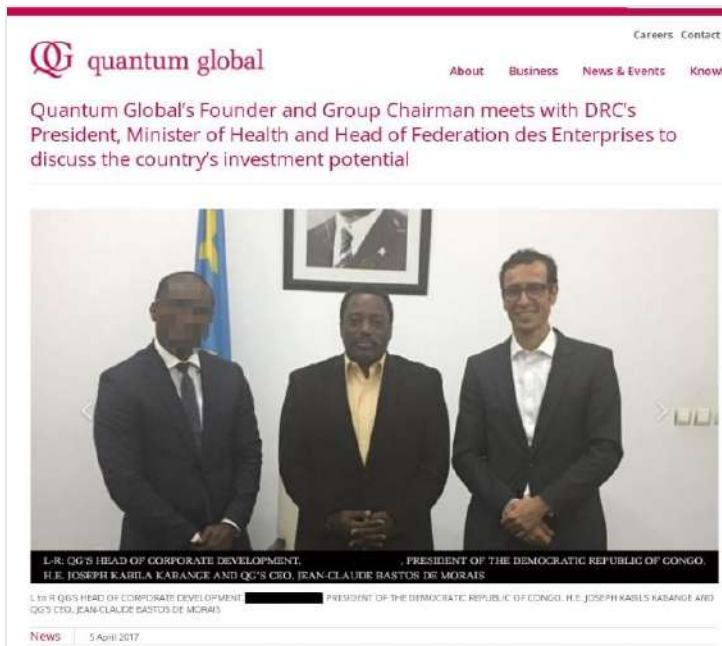 Careers Contact
QG quantum global
About Business News & Events Know
Quantum Global's Founder and Group Chairman meets with DRC's
President, Minister of Health and Head of Federation des Enterprises to
discuss the country's investment potential
L-R: QG'S HEAD OF CORPORATE DEVELOPMENT, , PRESIDENT OF THE DEMOCRATIC REPUBLIC OF CONGO,
H.E. JOSEPH KABILA KABANGE AND QG'S CEO, JEAN-CLAUDE BASTOS DE MORAIS
L to R QG'S HEAD OF CORPORATE DEVELOPMENT, PRESIDENT OF THE DEMOCRATIC REPUBLIC OF CONGO, H.E. JOSEPH KABILS KABANGE AND
QG'S CEO, JEAN-CLAUDE BASTOS DE MORAIS
News 5 April 2017